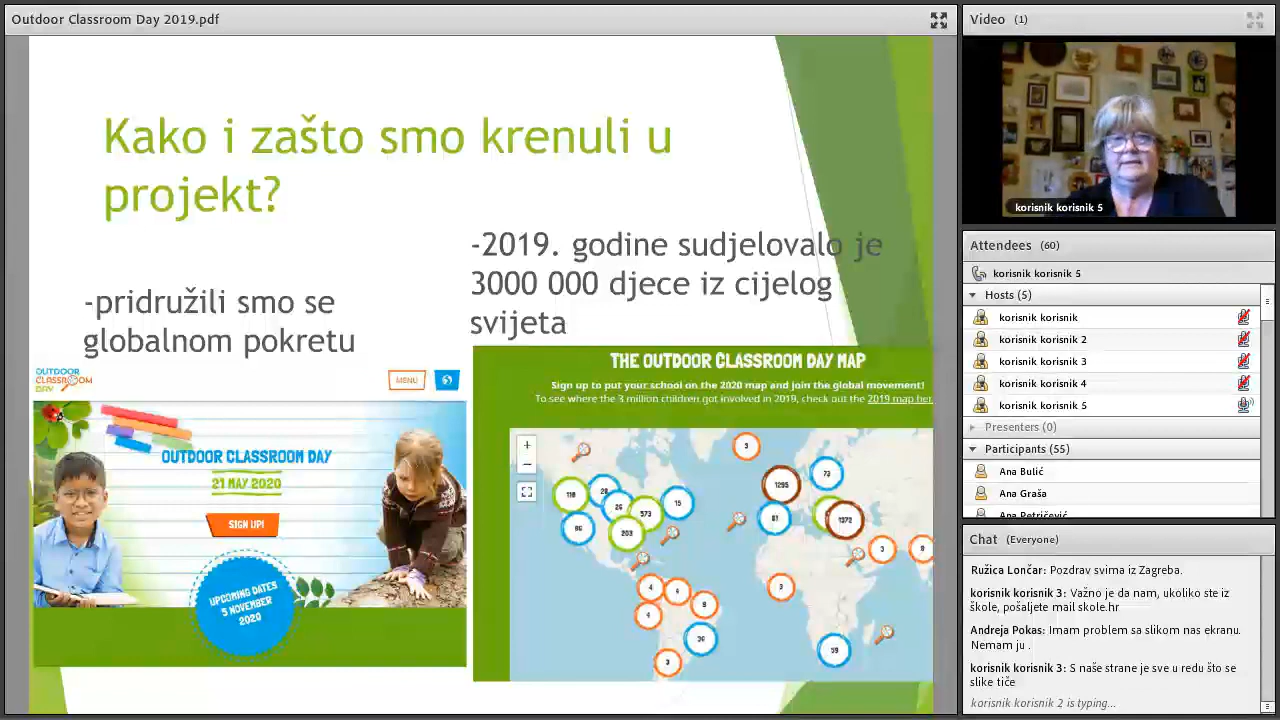 Outdoor Classroom Day 2019.pdf
Kako i zašto smo krenuli u
projekt?
-pridružili smo se
globalnom pokretu
-2019. godine sudjelovalo je
3000 000 djece iz cijelog
svijeta
OUTDOOR
CLASSROOM
DAY
MENU
OUTDOOR CLASSROOM DAY
21 MAY 2020
SIGN UP!
UPCOMING DATES
5 NOVEMBER
2020
THE OUTDOOR CLASSROOM DAY MAP
Sign up to put your school on the 2020 map and join the global movement!
To see where the 3 million children got involved in 2019, check out the 2019 map her
+
−
3
1295
73
118
28
26
573
15
86
203
61
1372
3
9
4
4
9
4
3
36
59
3
Video (1)
korisnik korisnik 5
Attendees (60)
korisnik korisnik 5
Hosts (5)
korisnik korisnik
korisnik korisnik 2
korisnik korisnik 3
korisnik korisnik 4
korisnik korisnik 5
Presenters (0)
Participants (55)
Ana Bulić
Ana Graša
Ana Petričević
Chat (Everyone)
Ružica Lončar: Pozdrav svima iz Zagreba.
korisnik korisnik 3: Važno je da nam, ukoliko ste iz
škole, pošaljete mail skole.hr
Andreja Pokas: Imam problem sa slikom nas ekranu.
Nemam ju .
korisnik korisnik 3: S naše strane je sve u redu što se
slike tiče
korisnik korisnik 2 is typing...